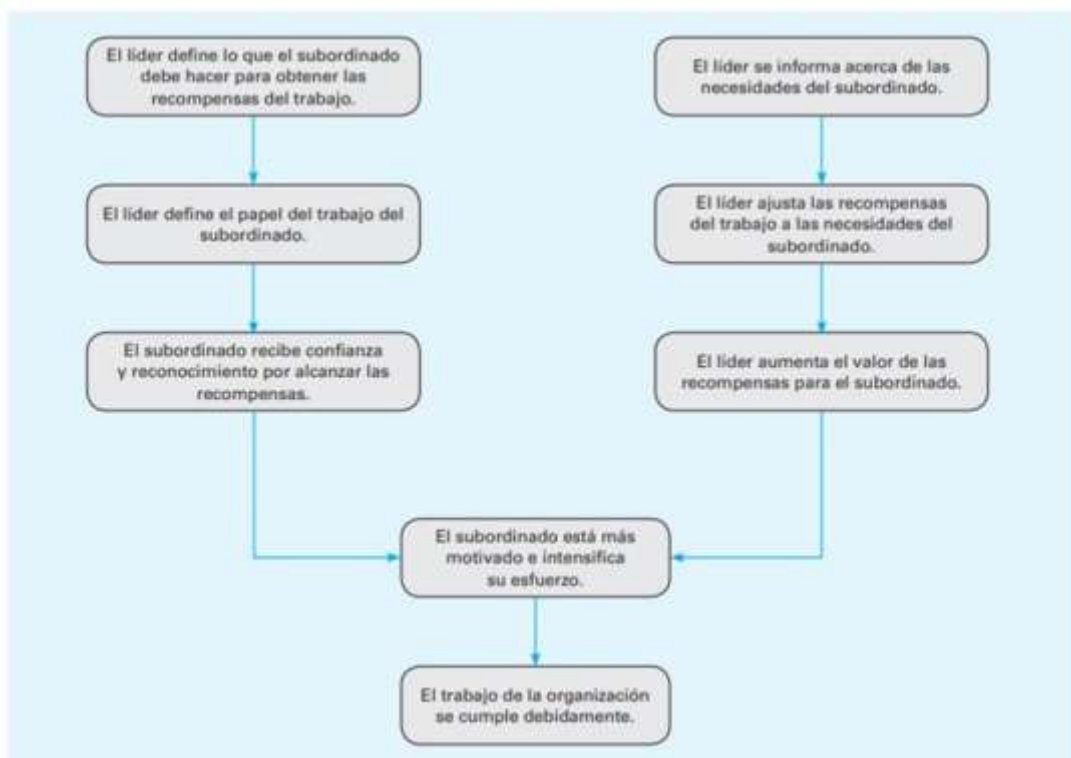 El líder define lo que el subordinado
debe hacer para obtener las
recompensas del trabajo.
El líder define el papel del trabajo del
subordinado.
El subordinado recibe confianza
y reconocimiento por alcanzar las
recompensas.
El líder se informa acerca de las
necesidades del subordinado.
El líder ajusta las recompensas
del trabajo a las necesidades del
subordinado.
El líder aumenta el valor de las
recompensas para el subordinado.
El subordinado está más
motivado e intensifica
su esfuerzo.
El trabajo de la organización
se cumple debidamente.